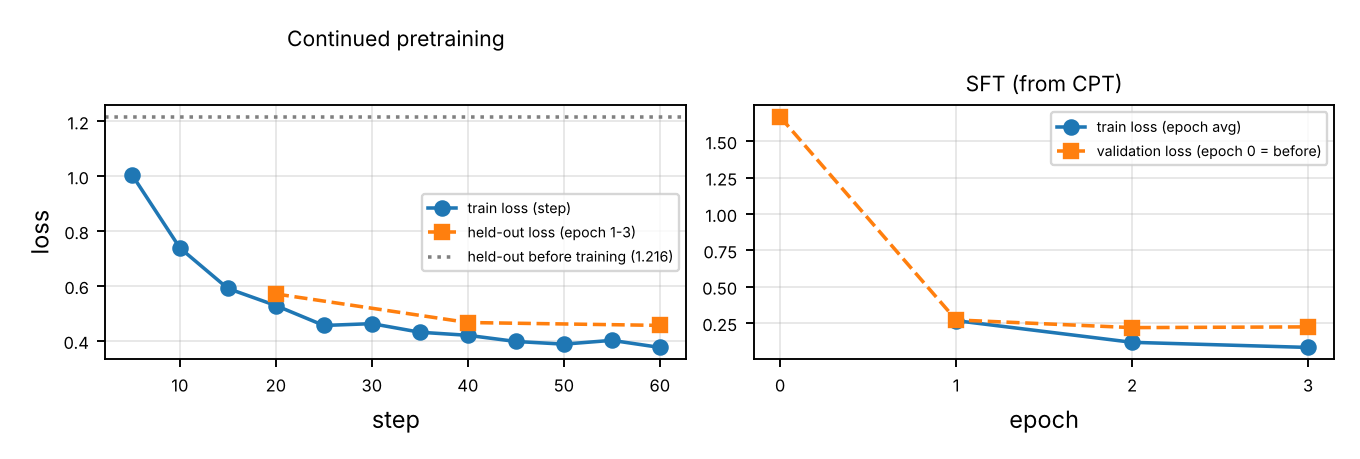 Continued pretraining
SFT (from CPT)
loss
1.2
1.0
0.8
0.6
0.4
train loss (step)
held-out loss (epoch 1-3)
held-out before training (1.216)
10 20 30 40 50 60
step
1.50
1.25
1.00
0.75
0.50
0.25
train loss (epoch avg)
validation loss (epoch 0 = before)
0 1 2 3
epoch